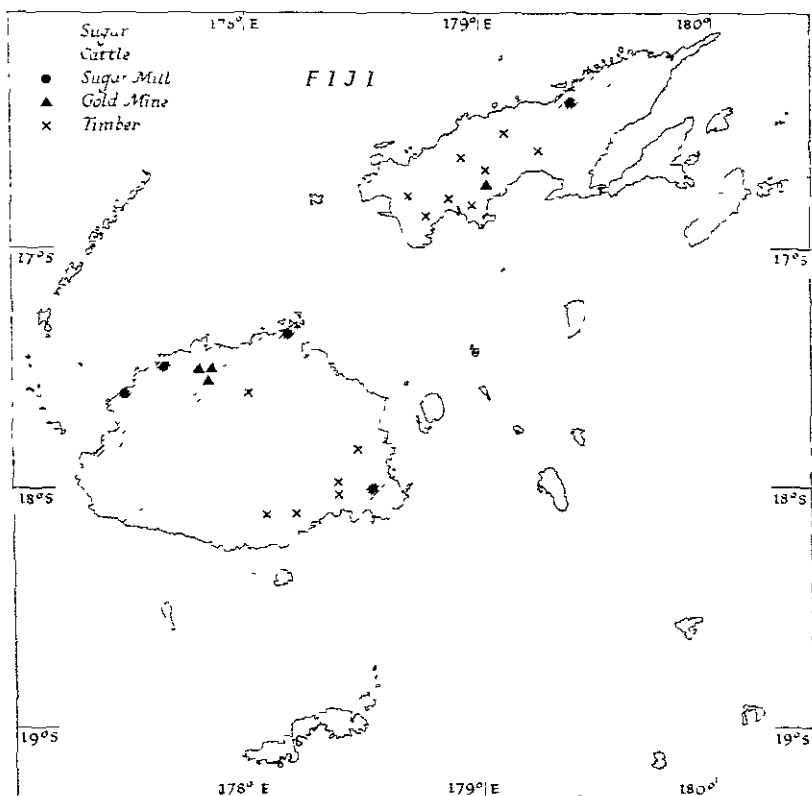 178° E 179° E 180°
Sugar
Cattle
Sugar Mill
Gold Mine
Timber
FIJI
17°S 17°S
18°S 18°S
19°S 19°S
178° E 179° E 180°